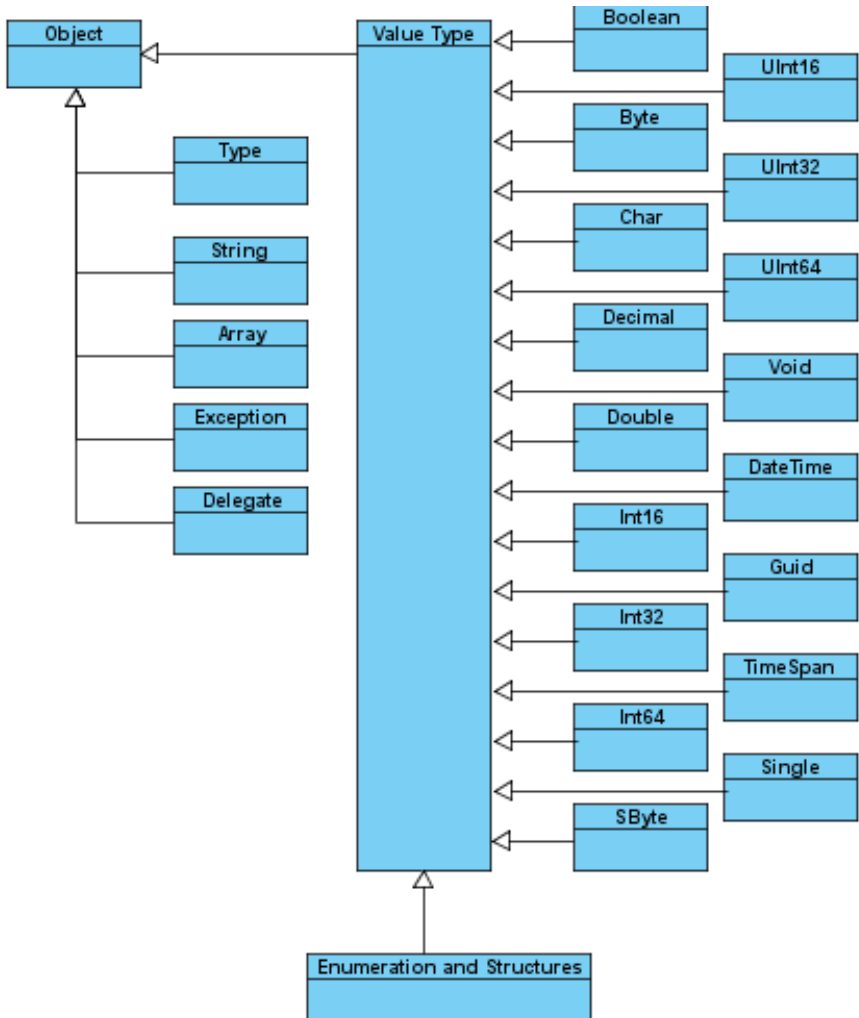 Object
Value Type
Boolean
UInt16
Byte
Type
UInt32
Char
String
UInt64
Decimal
Array
Void
Double
Exception
DateTime
Delegate
Int16
Guid
Int32
TimeSpan
Int64
Single
SByte
Enumeration and Structures